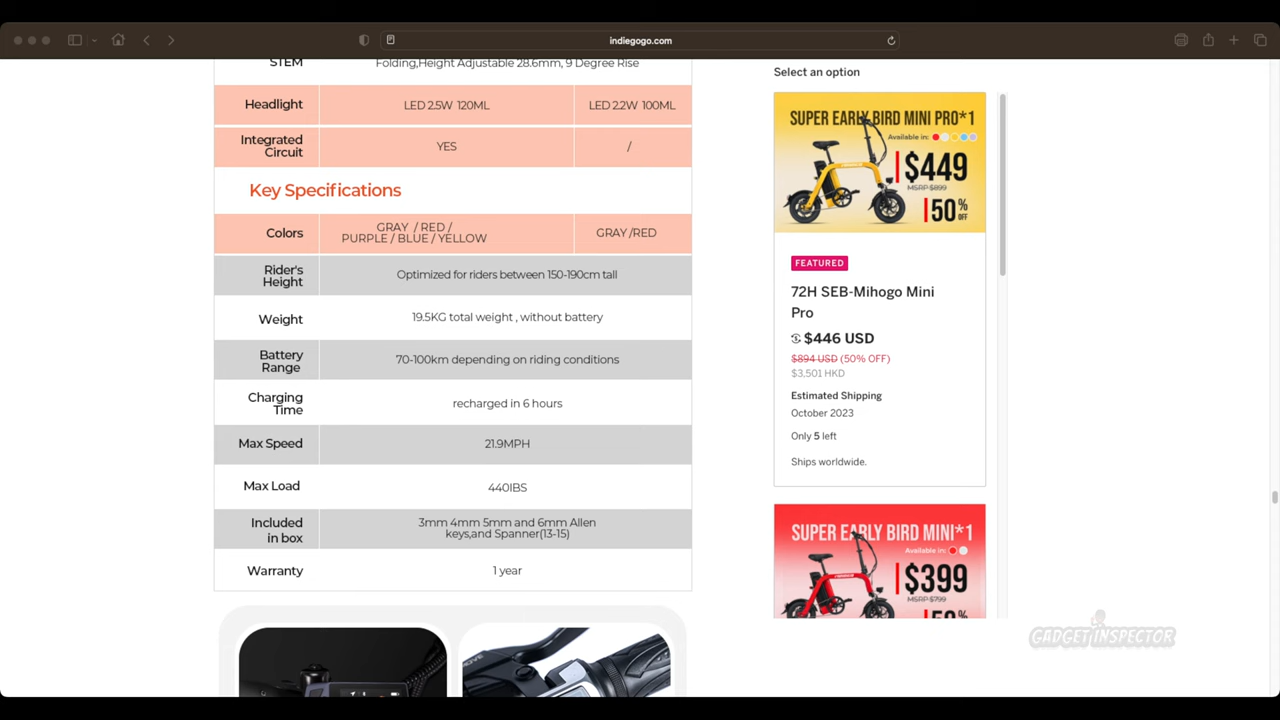 indiegogo.com
STEM
Folding,Height Adjustable 28.6mm, 9 Degree Rise
Headlight
LED 2.5W 120ML
LED 2.2W 100ML
Integrated
Circuit
YES
/
Key Specifications
Colors
GRAY / RED /
PURPLE / BLUE / YELLOW
GRAY /RED
Rider's
Height
Optimized for riders between 150-190cm tall
Weight
19.5KG total weight , without battery
Battery
Range
70-100km depending on riding conditions
Charging
Time
recharged in 6 hours
Max Speed
21.9MPH
Max Load
440IBS
Included
in box
3mm 4mm 5mm and 6mm Allen
keys,and Spanner(13-15)
Warranty
1 year
Select an option
SUPER EARLY BIRD MINI PRO*1
Available in:
$449
MSRP $899
50% OFF
FEATURED
72H SEB-Mihogo Mini
Pro
$446 USD
$894 USD (50% OFF)
$3,501 HKD
Estimated Shipping
October 2023
Only 5 left
Ships worldwide.
SUPER EARLY BIRD MINI*1
Available in:
$399
MSRP $799
GADGET INSPECTOR